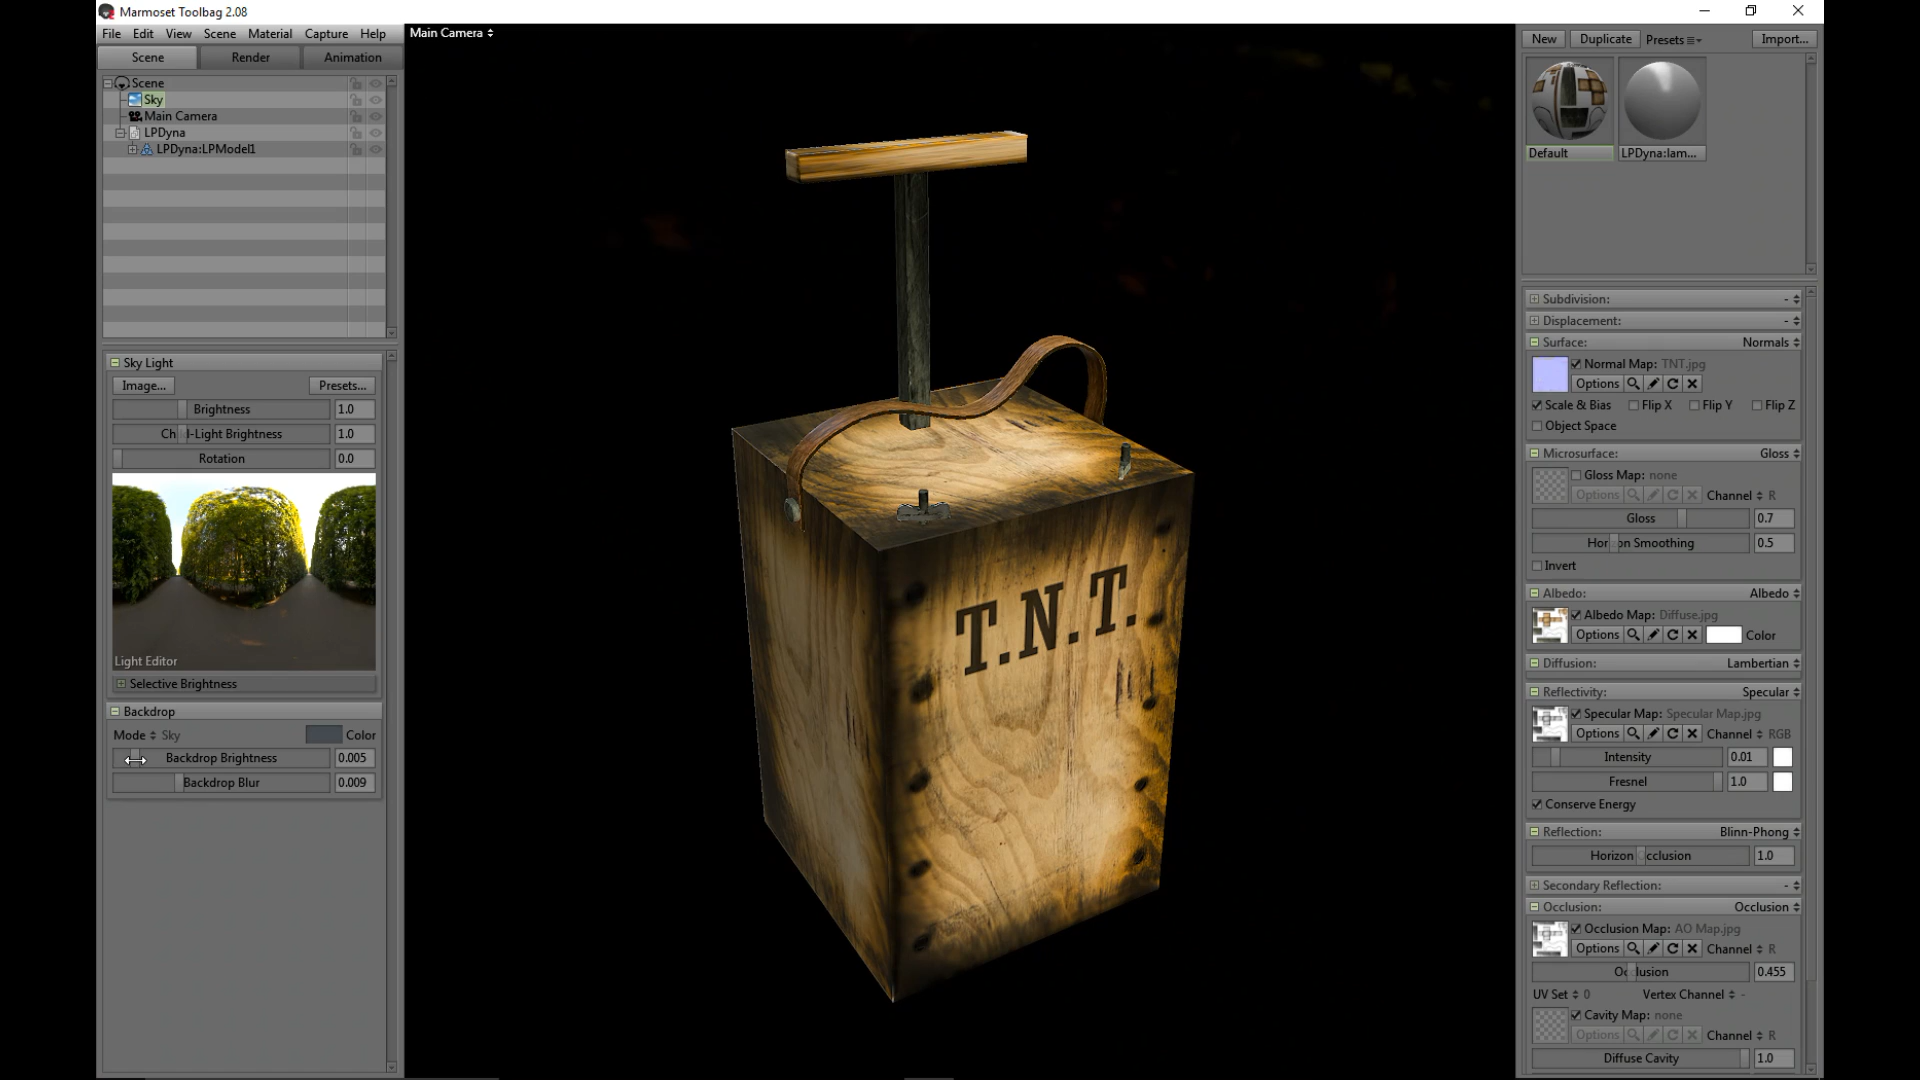 Marmoset Toolbag 2.08
File Edit View Scene Material Capture Help
Main Camera
Scene Render Animation
Scene
Sky
Main Camera
LPDyna
LPDyna:LPModel1
Sky Light
Image... Presets...
Brightness 1.0
Child-Light Brightness 1.0
Rotation 0.0
Light Editor
Selective Brightness
Backdrop
Mode Sky Color
Backdrop Brightness 0.005
Backdrop Blur 0.009
T.N.T.
New Duplicate Presets Import...
Default LPDyna:lam...
Subdivision: -
Displacement: -
Surface: Normals
Normal Map: TNT.jpg
Options
Scale & Bias Flip X Flip Y Flip Z
Object Space
Microsurface: Gloss
Gloss Map: none
Options Channel R
Gloss 0.7
Horizon Smoothing 0.5
Invert
Albedo: Albedo
Albedo Map: Diffuse.jpg
Options Color
Diffusion: Lambertian
Reflectivity: Specular
Specular Map: Specular Map.jpg
Options Channel RGB
Intensity 0.01
Fresnel 1.0
Conserve Energy
Reflection: Blinn-Phong
Horizon Occlusion 1.0
Secondary Reflection: -
Occlusion: Occlusion
Occlusion Map: AO Map.jpg
Options Channel R
Occlusion 0.455
UV Set 0 Vertex Channel -
Cavity Map: none
Options Channel R
Diffuse Cavity 1.0